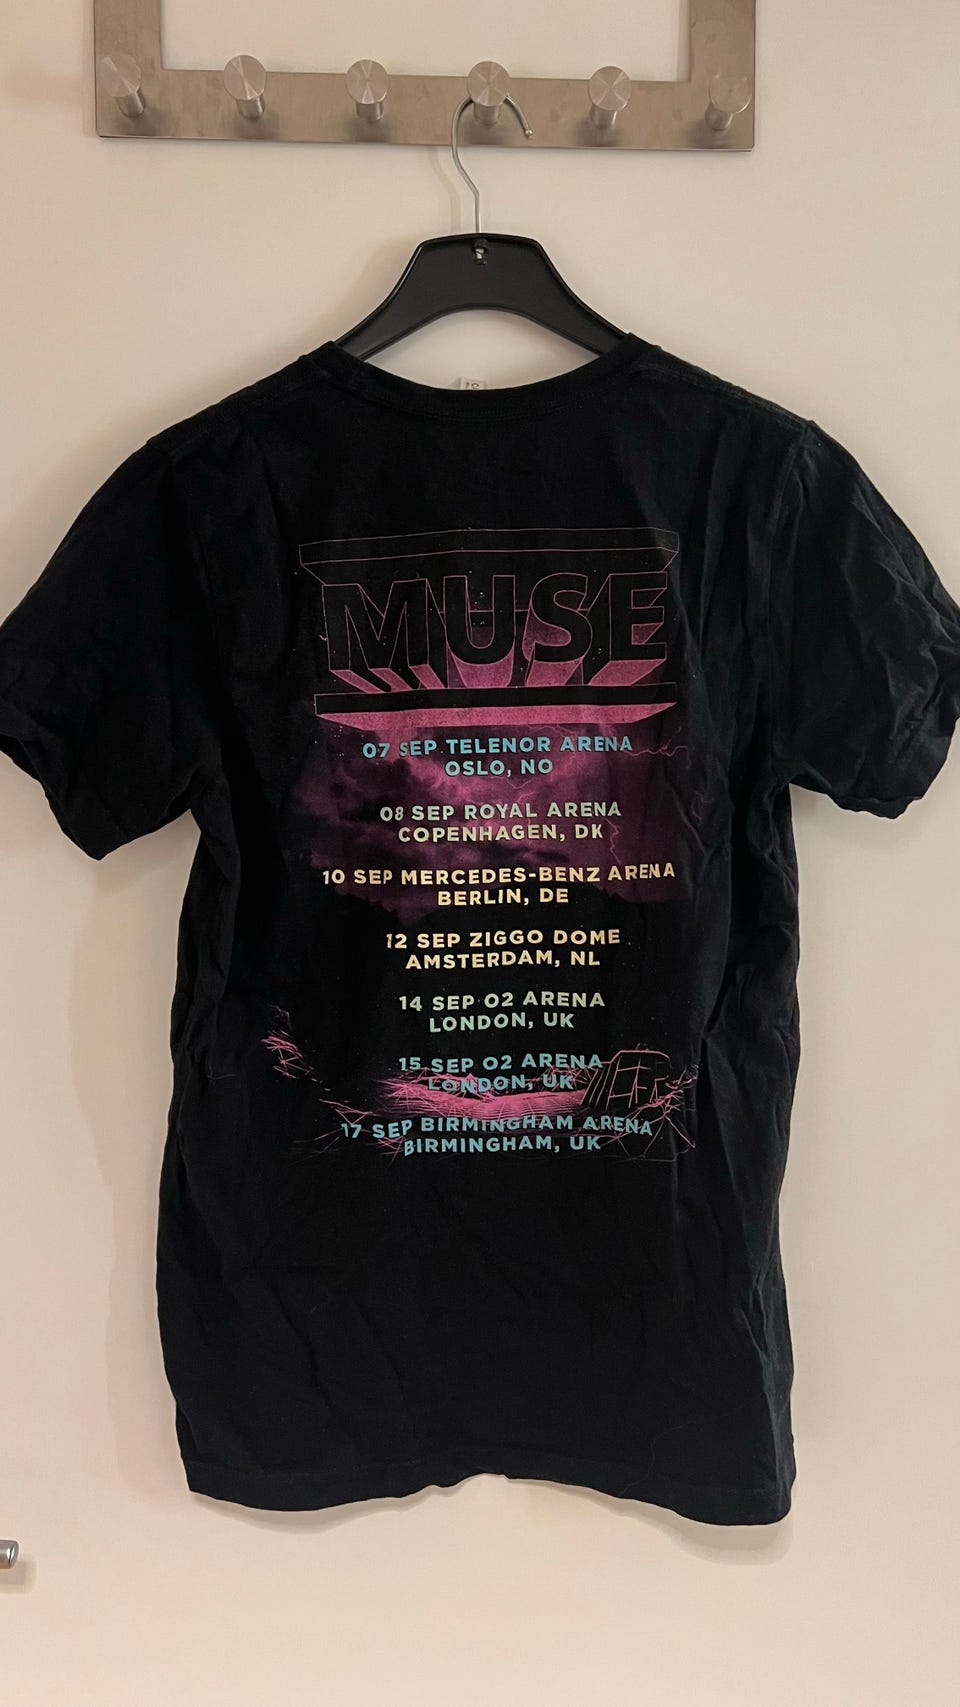 MUSE
07 SEP TELENOR ARENA
OSLO, NO
08 SEP ROYAL ARENA
COPENHAGEN, DK
10 SEP MERCEDES-BENZ ARENA
BERLIN, DE
12 SEP ZIGGO DOME
AMSTERDAM, NL
14 SEP O2 ARENA
LONDON, UK
15 SEP O2 ARENA
LONDON, UK
17 SEP BIRMINGHAM ARENA
BIRMINGHAM, UK